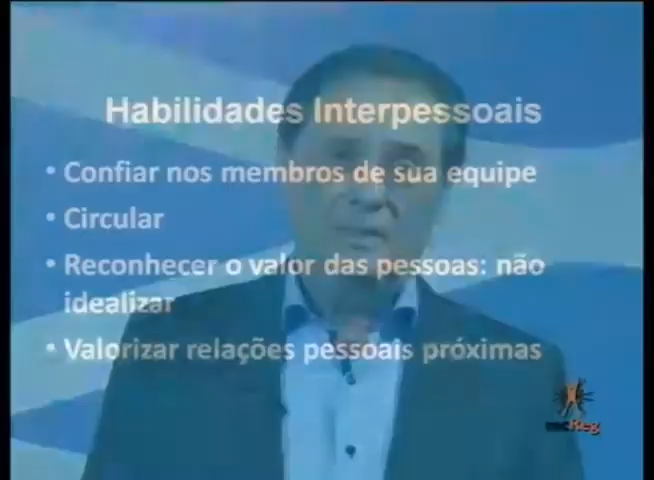 Habilidades Interpessoais
• Confiar nos membros de sua equipe
• Circular
• Reconhecer o valor das pessoas: não
idealizar
• Valorizar relações pessoais próximas